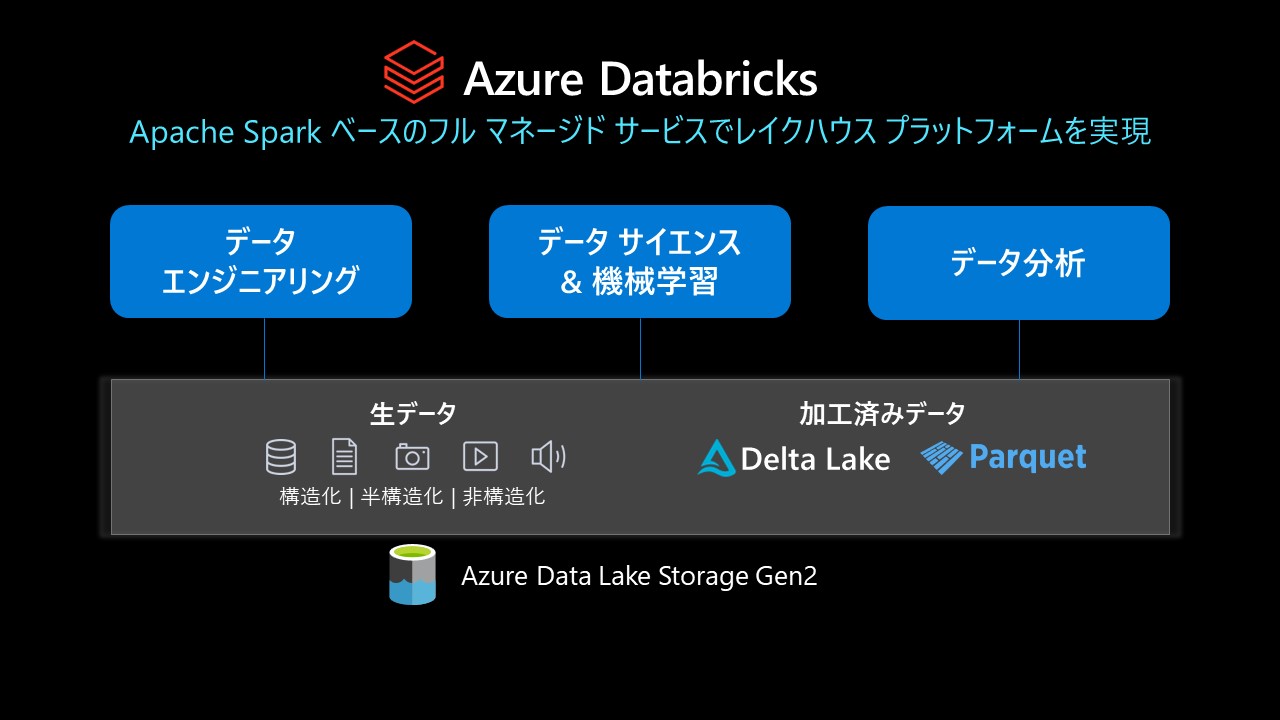 Azure Databricks
Apache Spark ベースのフル マネージド サービスでレイクハウス プラットフォームを実現
データ
エンジニアリング
データ サイエンス
& 機械学習
データ分析
生データ
加工済みデータ
Delta Lake
Parquet
構造化 | 半構造化 | 非構造化
Azure Data Lake Storage Gen2